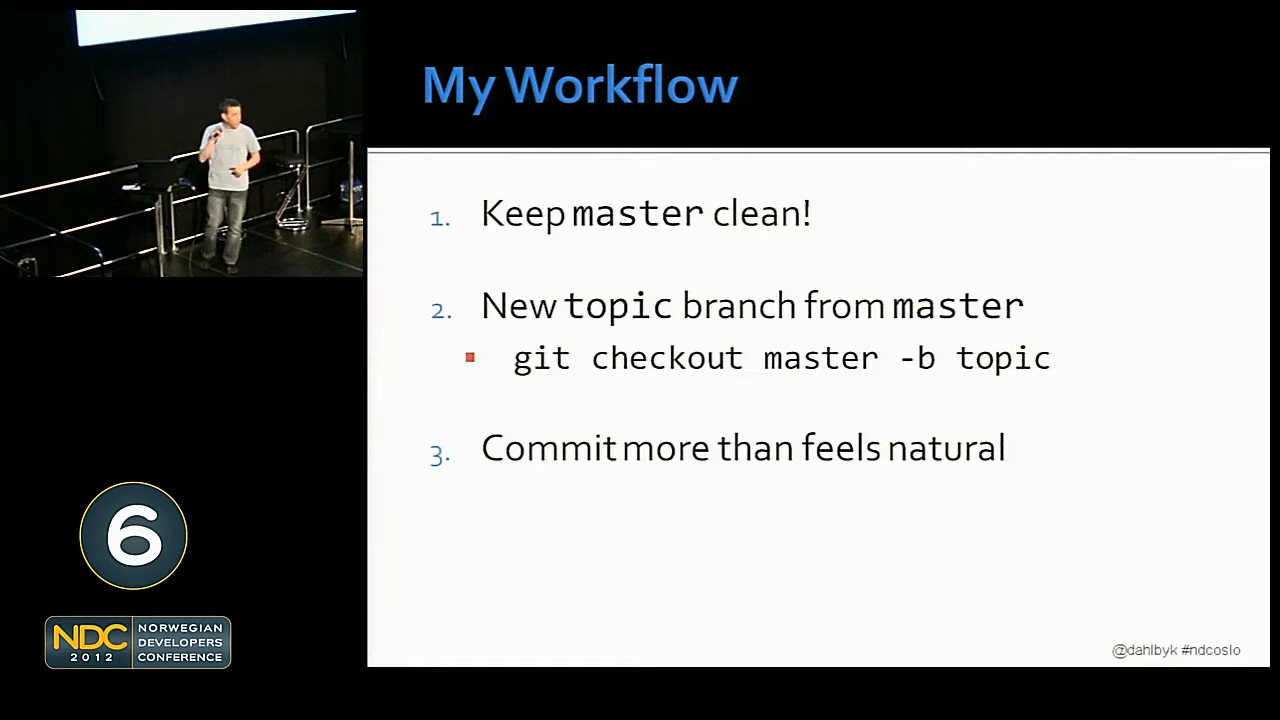 My Workflow
1. Keep master clean!
2. New topic branch from master
▪ git checkout master -b topic
3. Commit more than feels natural
@dahlbyk #ndcoslo
6
NDC
2012
NORWEGIAN
DEVELOPERS
CONFERENCE